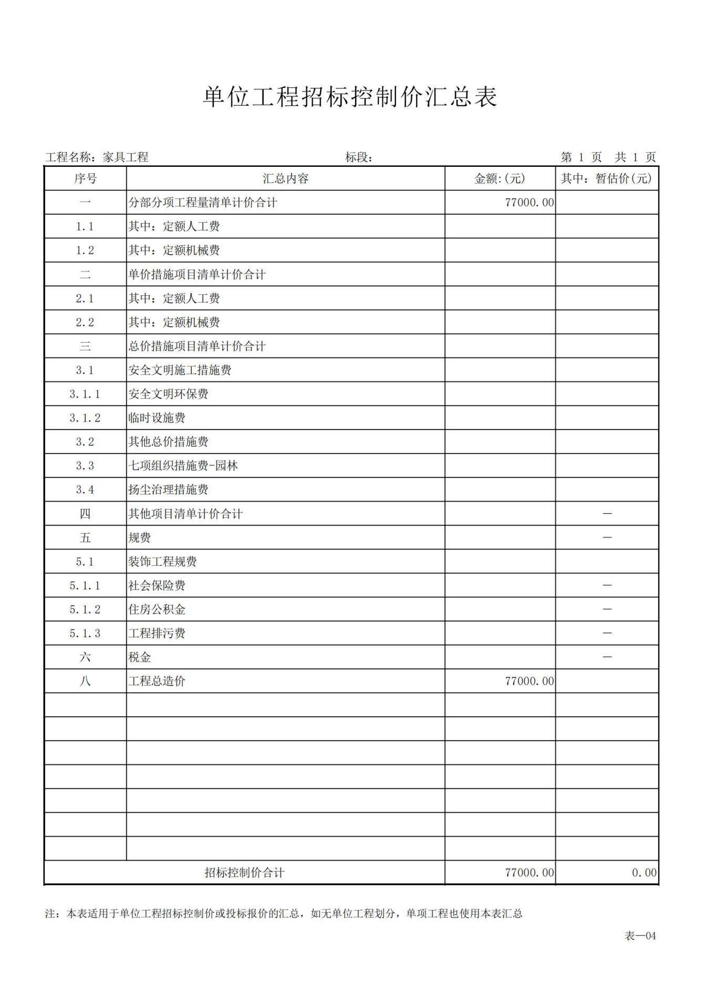 单位工程招标控制价汇总表
工程名称：家具工程 标段： 第 1 页 共 1 页
序号 汇总内容 金额:(元) 其中：暂估价(元)
一 分部分项工程量清单计价合计 77000.00
1.1 其中：定额人工费
1.2 其中：定额机械费
二 单价措施项目清单计价合计
2.1 其中：定额人工费
2.2 其中：定额机械费
三 总价措施项目清单计价合计
3.1 安全文明施工措施费
3.1.1 安全文明环保费
3.1.2 临时设施费
3.2 其他总价措施费
3.3 七项组织措施费-园林
3.4 扬尘治理措施费
四 其他项目清单计价合计 —
五 规费 —
5.1 装饰工程规费
5.1.1 社会保险费 —
5.1.2 住房公积金 —
5.1.3 工程排污费 —
六 税金 —
八 工程总造价 77000.00
招标控制价合计 77000.00 0.00
注：本表适用于单位工程招标控制价或投标报价的汇总，如无单位工程划分，单项工程也使用本表汇总
表—04